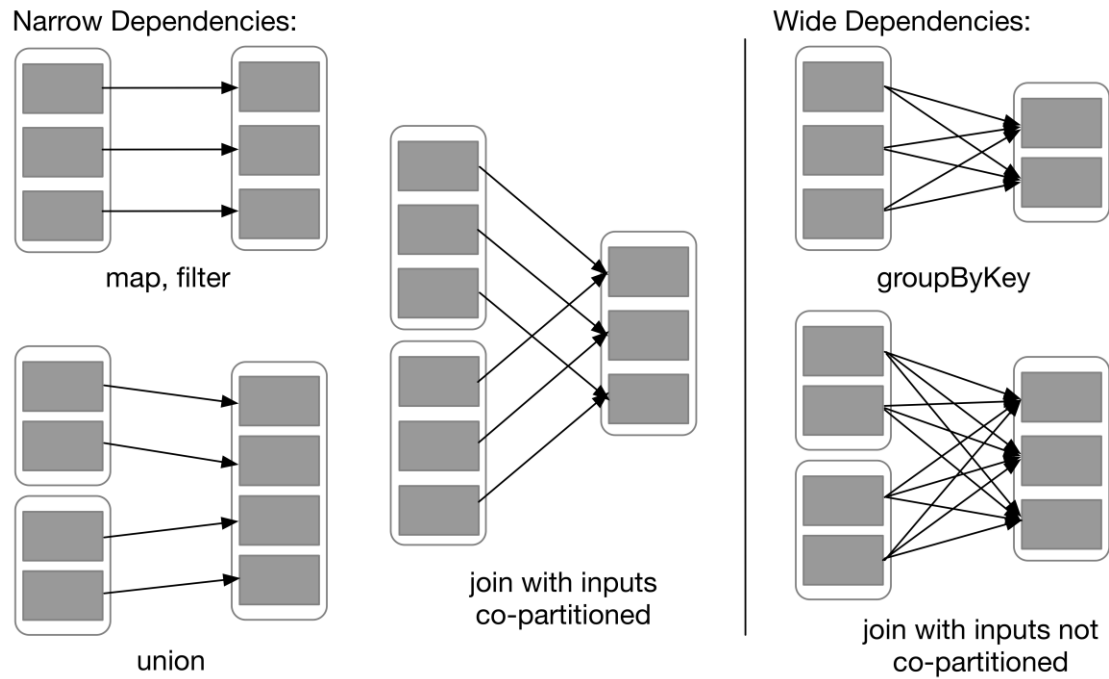 Narrow Dependencies:
map, filter
union
join with inputs
co-partitioned
Wide Dependencies:
groupByKey
join with inputs not
co-partitioned